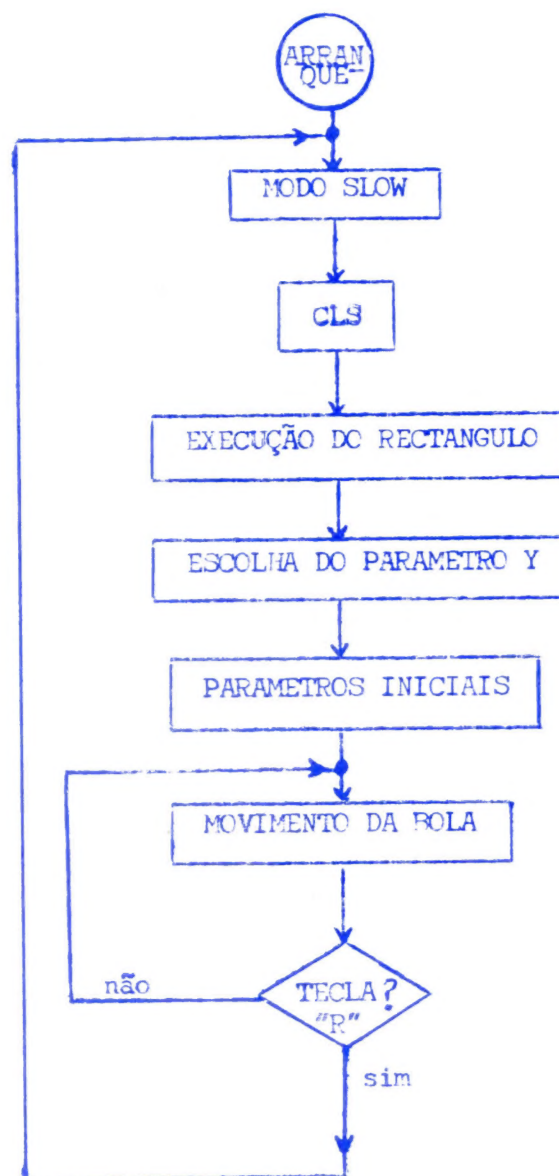 ARRAN
QUE
MODO SLOW
CLS
EXECUÇÃO DO RECTANGULO
ESCOLHA DO PARAMETRO Y
PARAMETROS INICIAIS
MOVIMENTO DA BOLA
TECLA?
"R"
não
sim